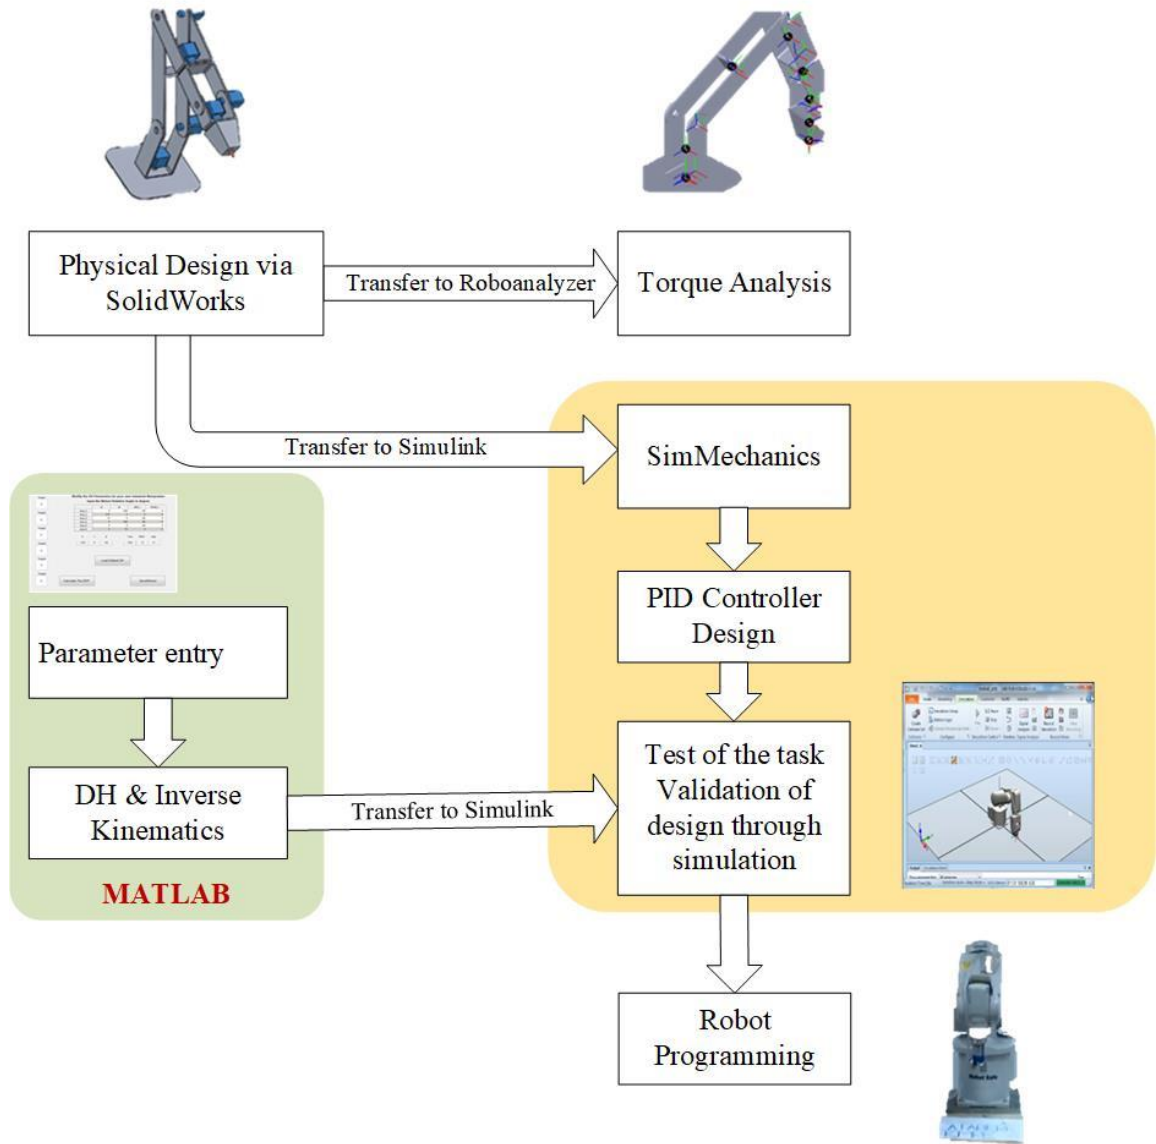 Physical Design via
SolidWorks
Transfer to Roboanalyzer
Torque Analysis
Transfer to Simulink
SimMechanics
PID Controller
Design
Parameter entry
DH & Inverse
Kinematics
MATLAB
Transfer to Simulink
Test of the task
Validation of
design through
simulation
Robot
Programming